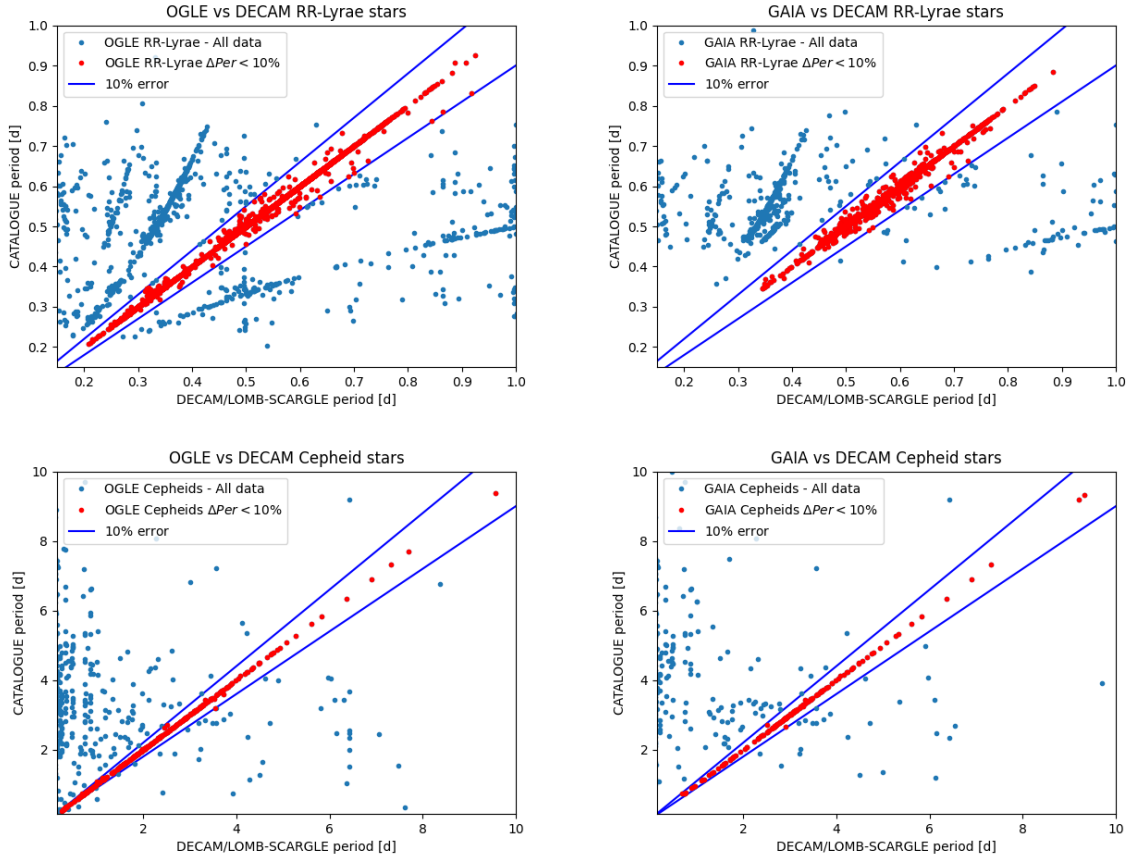 OGLE vs DECAM RR-Lyrae stars
OGLE RR-Lyrae - All data
OGLE RR-Lyrae ΔPer < 10%
10% error
CATALOGUE period [d]
1.0
0.9
0.8
0.7
0.6
0.5
0.4
0.3
0.2
0.2 0.3 0.4 0.5 0.6 0.7 0.8 0.9 1.0
DECAM/LOMB-SCARGLE period [d]
GAIA vs DECAM RR-Lyrae stars
GAIA RR-Lyrae - All data
GAIA RR-Lyrae ΔPer < 10%
10% error
CATALOGUE period [d]
1.0
0.9
0.8
0.7
0.6
0.5
0.4
0.3
0.2
0.2 0.3 0.4 0.5 0.6 0.7 0.8 0.9 1.0
DECAM/LOMB-SCARGLE period [d]
OGLE vs DECAM Cepheid stars
OGLE Cepheids - All data
OGLE Cepheids ΔPer < 10%
10% error
CATALOGUE period [d]
10
8
6
4
2
2 4 6 8 10
DECAM/LOMB-SCARGLE period [d]
GAIA vs DECAM Cepheid stars
GAIA Cepheids - All data
GAIA Cepheids ΔPer < 10%
10% error
CATALOGUE period [d]
10
8
6
4
2
2 4 6 8 10
DECAM/LOMB-SCARGLE period [d]